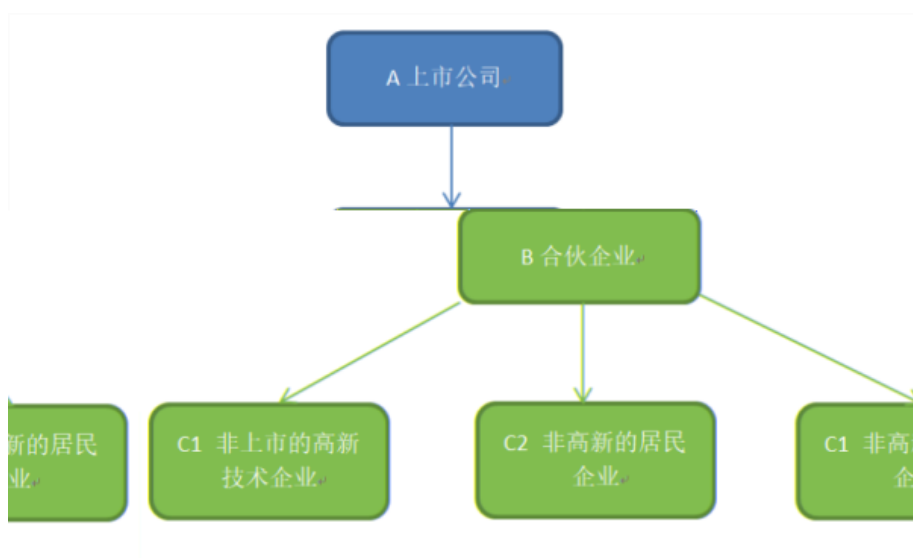 A 上市公司
B 合伙企业
新的居民
业
C1 非上市的高新
技术企业
C2 非高新的居民
企业
C1 非高
企